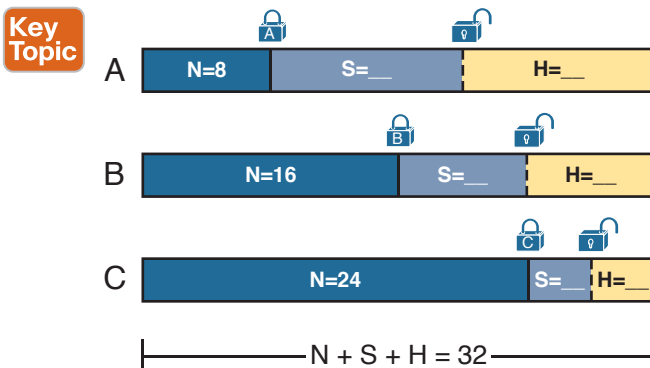 Key
Topic
A
A N=8 S=__ H=__
B
B N=16 S=__ H=__
C
C N=24 S=__ H=__
N + S + H = 32